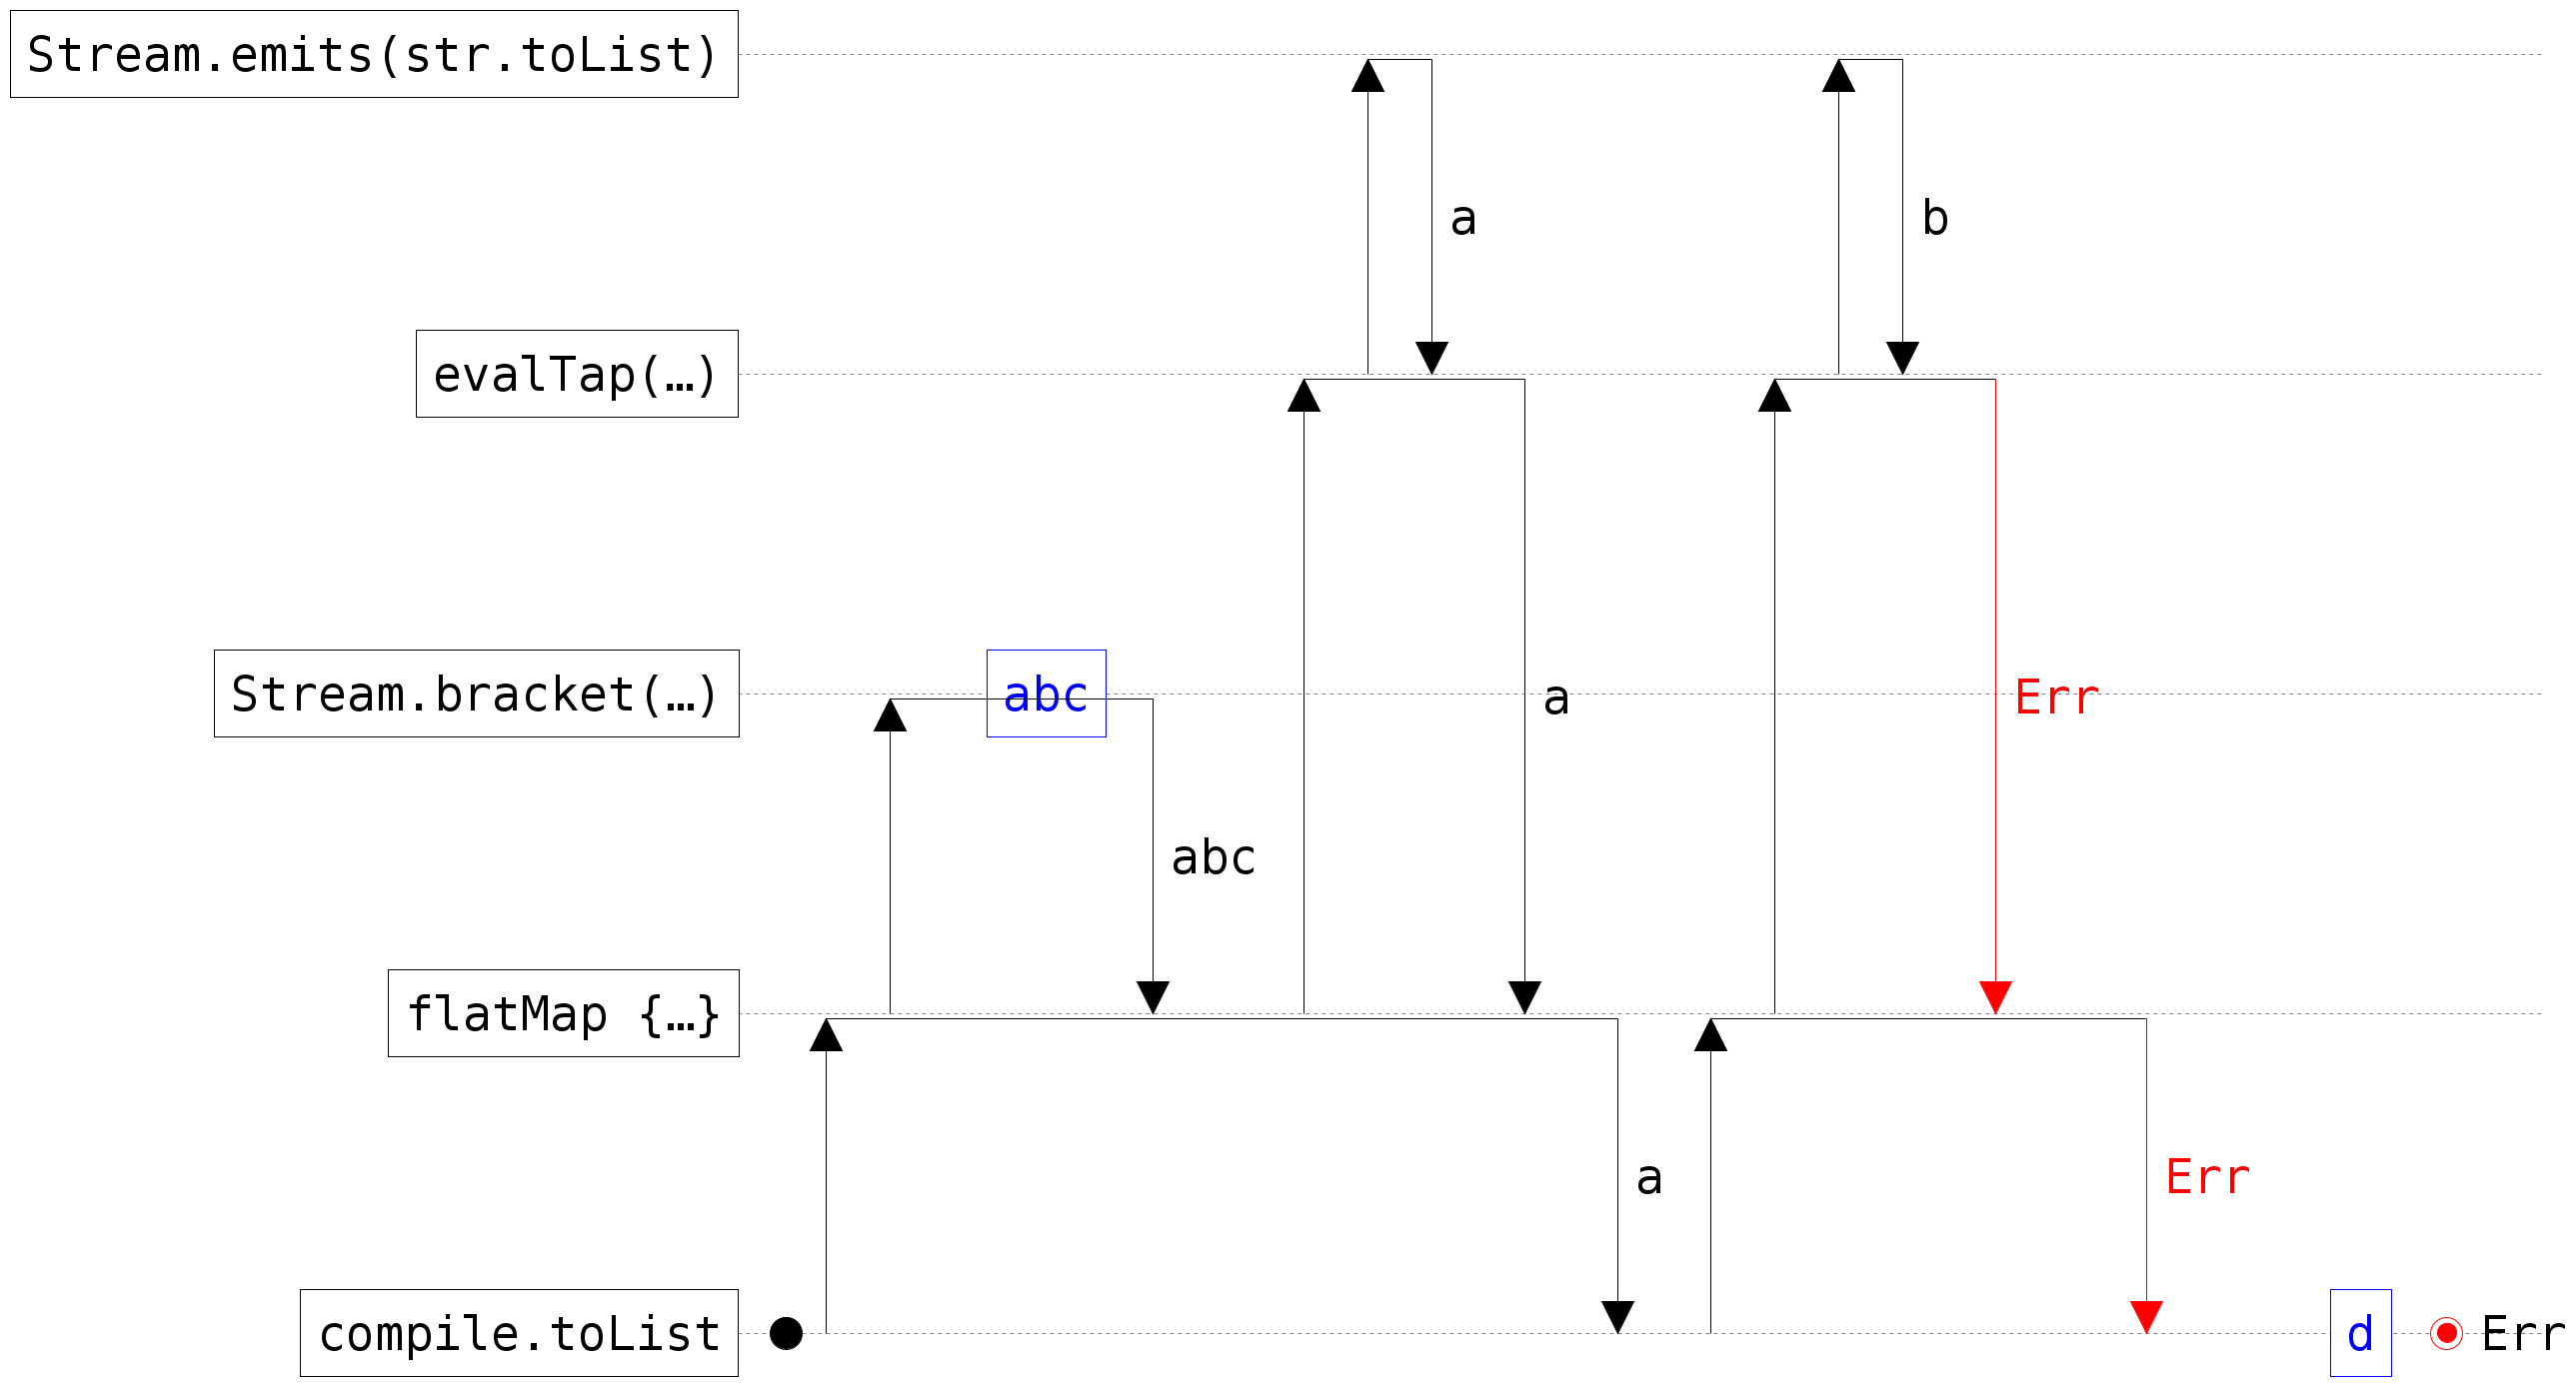 Stream.emits(str.toList)
a
b
evalTap(…)
Stream.bracket(…)
abc
a
Err
abc
flatMap {…}
a
Err
compile.toList
d
Err